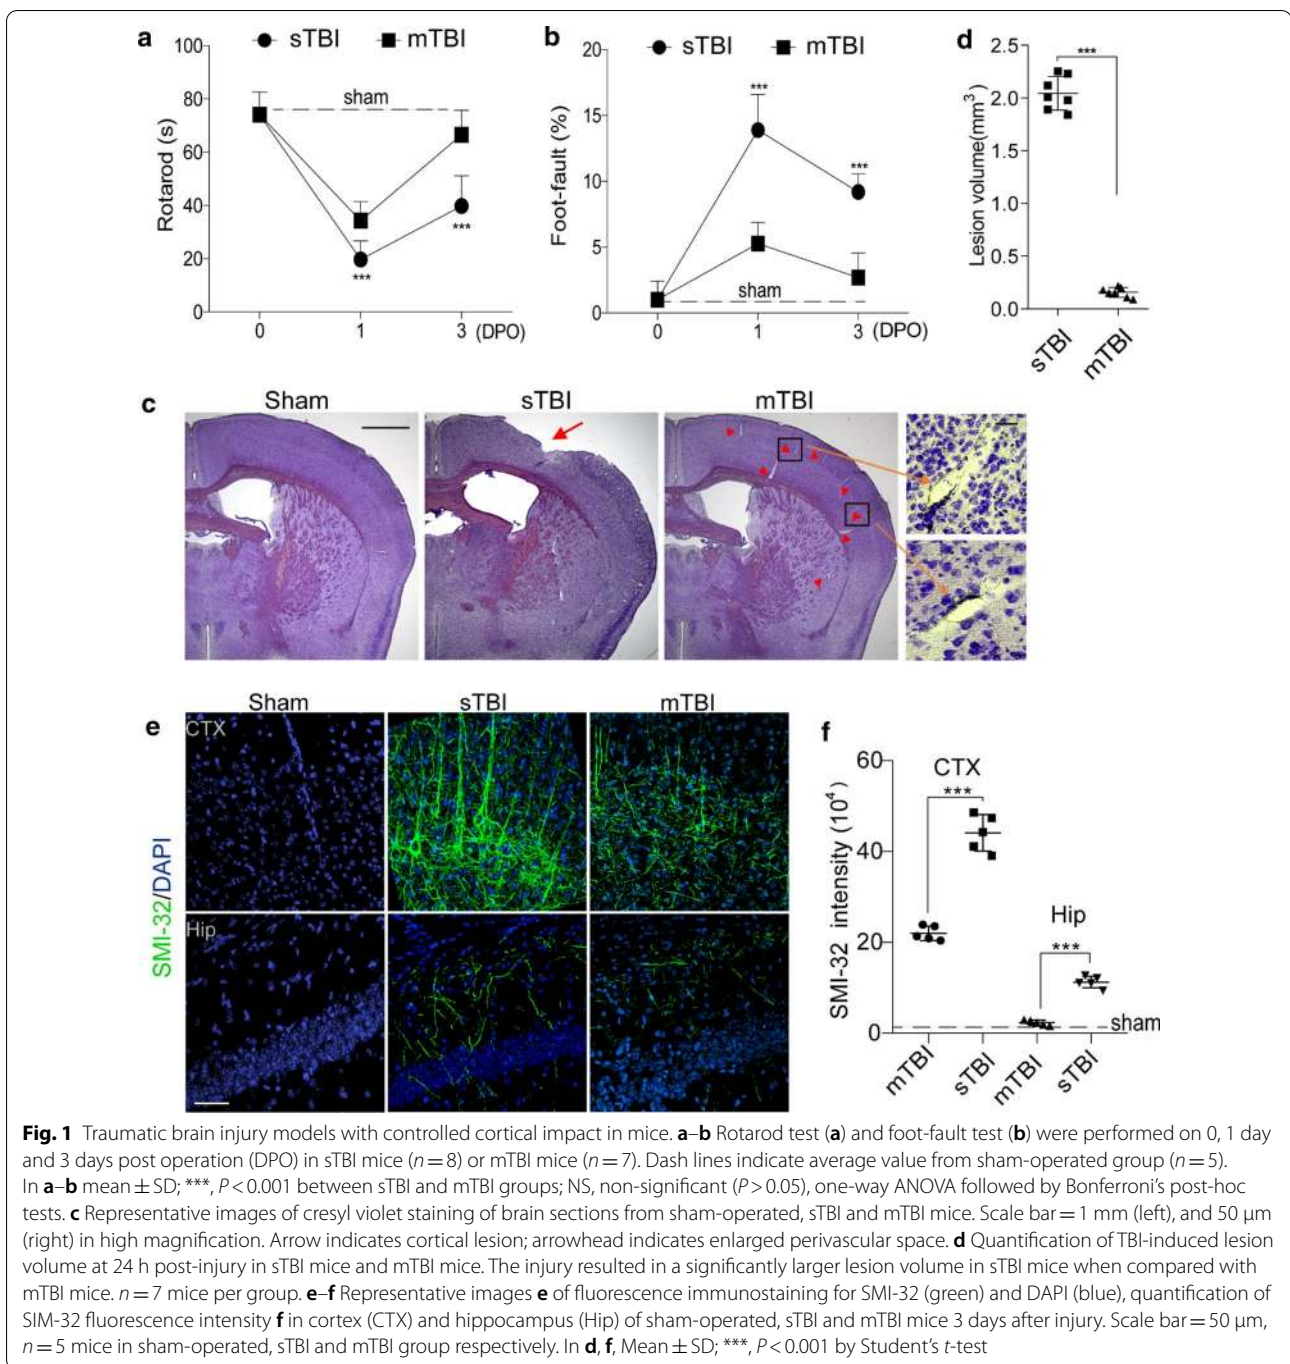 a
sTBI
mTBI
100
80
60
40
20
0
Rotarod (s)
sham
***
***
0
1
3
(DPO)
b
sTBI
mTBI
20
15
10
5
0
Foot-fault (%)
***
***
sham
0
1
3
(DPO)
d
2.5
2.0
1.5
1.0
0.5
0.0
Lesion volume(mm³)
***
sTBI
mTBI
c
Sham
sTBI
mTBI
e
Sham
sTBI
mTBI
CTX
Hip
SMI-32/DAPI
f
60
40
20
0
SMI-32 intensity (10⁴)
CTX
***
Hip
***
sham
mTBI
sTBI
mTBI
sTBI
Fig. 1 Traumatic brain injury models with controlled cortical impact in mice. a–b Rotarod test (a) and foot-fault test (b) were performed on 0, 1 day
and 3 days post operation (DPO) in sTBI mice (n = 8) or mTBI mice (n = 7). Dash lines indicate average value from sham-operated group (n = 5).
In a–b mean ± SD; ***, P < 0.001 between sTBI and mTBI groups; NS, non-significant (P > 0.05), one-way ANOVA followed by Bonferroni's post-hoc
tests. c Representative images of cresyl violet staining of brain sections from sham-operated, sTBI and mTBI mice. Scale bar = 1 mm (left), and 50 μm
(right) in high magnification. Arrow indicates cortical lesion; arrowhead indicates enlarged perivascular space. d Quantification of TBI-induced lesion
volume at 24 h post-injury in sTBI mice and mTBI mice. The injury resulted in a significantly larger lesion volume in sTBI mice when compared with
mTBI mice. n = 7 mice per group. e–f Representative images e of fluorescence immunostaining for SMI-32 (green) and DAPI (blue), quantification of
SIM-32 fluorescence intensity f in cortex (CTX) and hippocampus (Hip) of sham-operated, sTBI and mTBI mice 3 days after injury. Scale bar = 50 μm,
n = 5 mice in sham-operated, sTBI and mTBI group respectively. In d, f, Mean ± SD; ***, P < 0.001 by Student's t-test